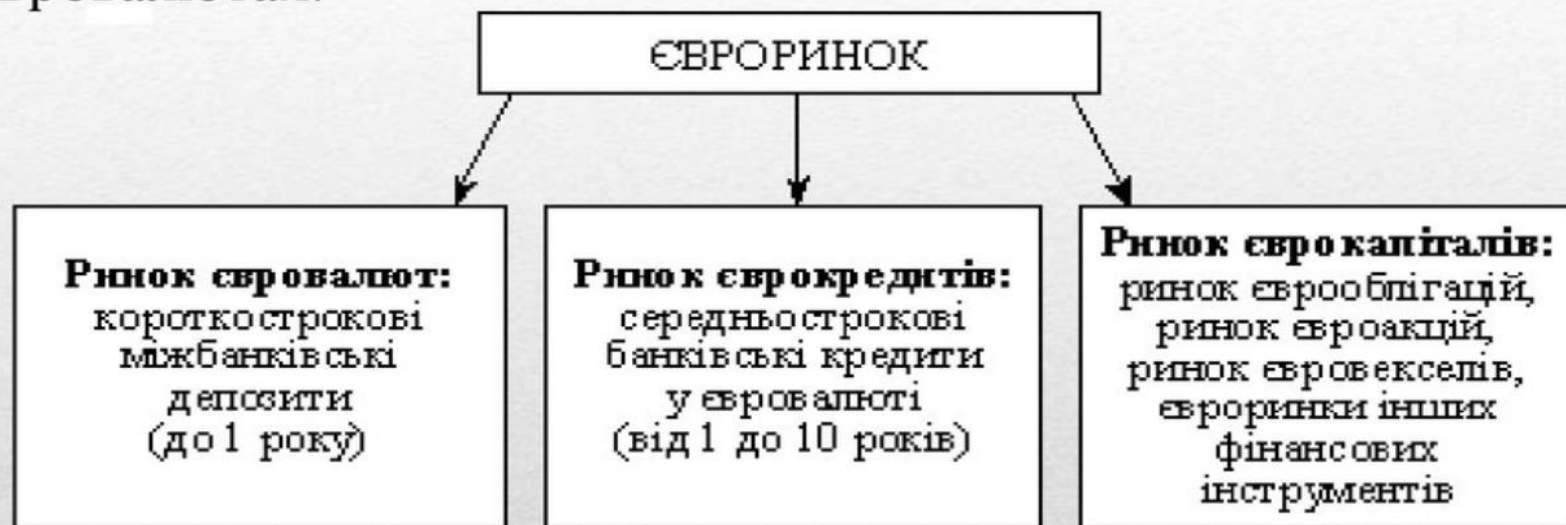 ЄВРОРИНОК
Ринок євровалют:
короткострокові
міжбанківські
депозити
(до 1 року)
Ринок єврокредитів:
середньострокові
банківські кредити
у євровалюті
(від 1 до 10 років)
Ринок єврокапіталів:
ринок єврооблігацій,
ринок євроакцій,
ринок євровекселів,
євроринки інших
фінансових
інструментів